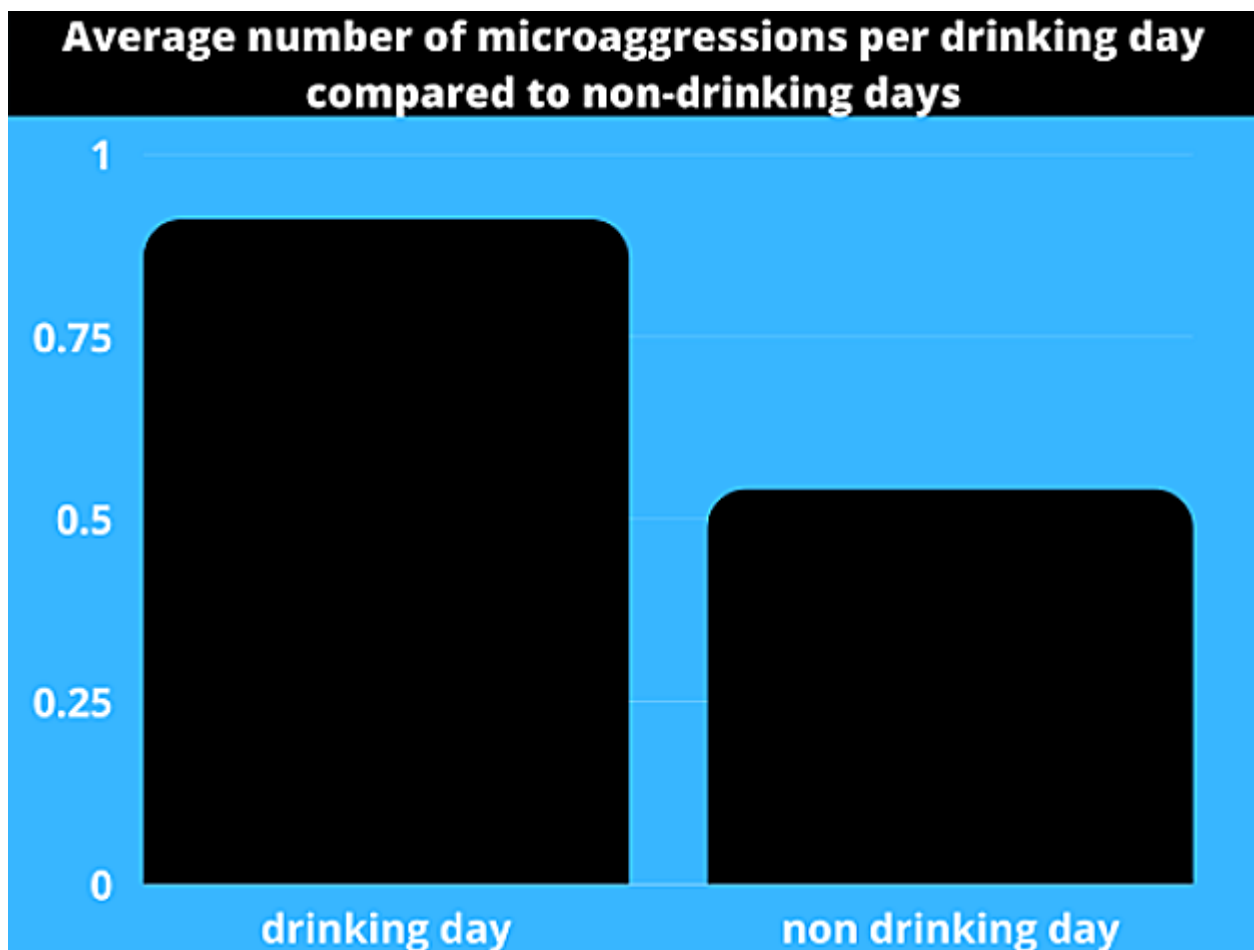 Average number of microaggressions per drinking day
compared to non-drinking days
1
0.75
0.5
0.25
0
drinking day
non drinking day